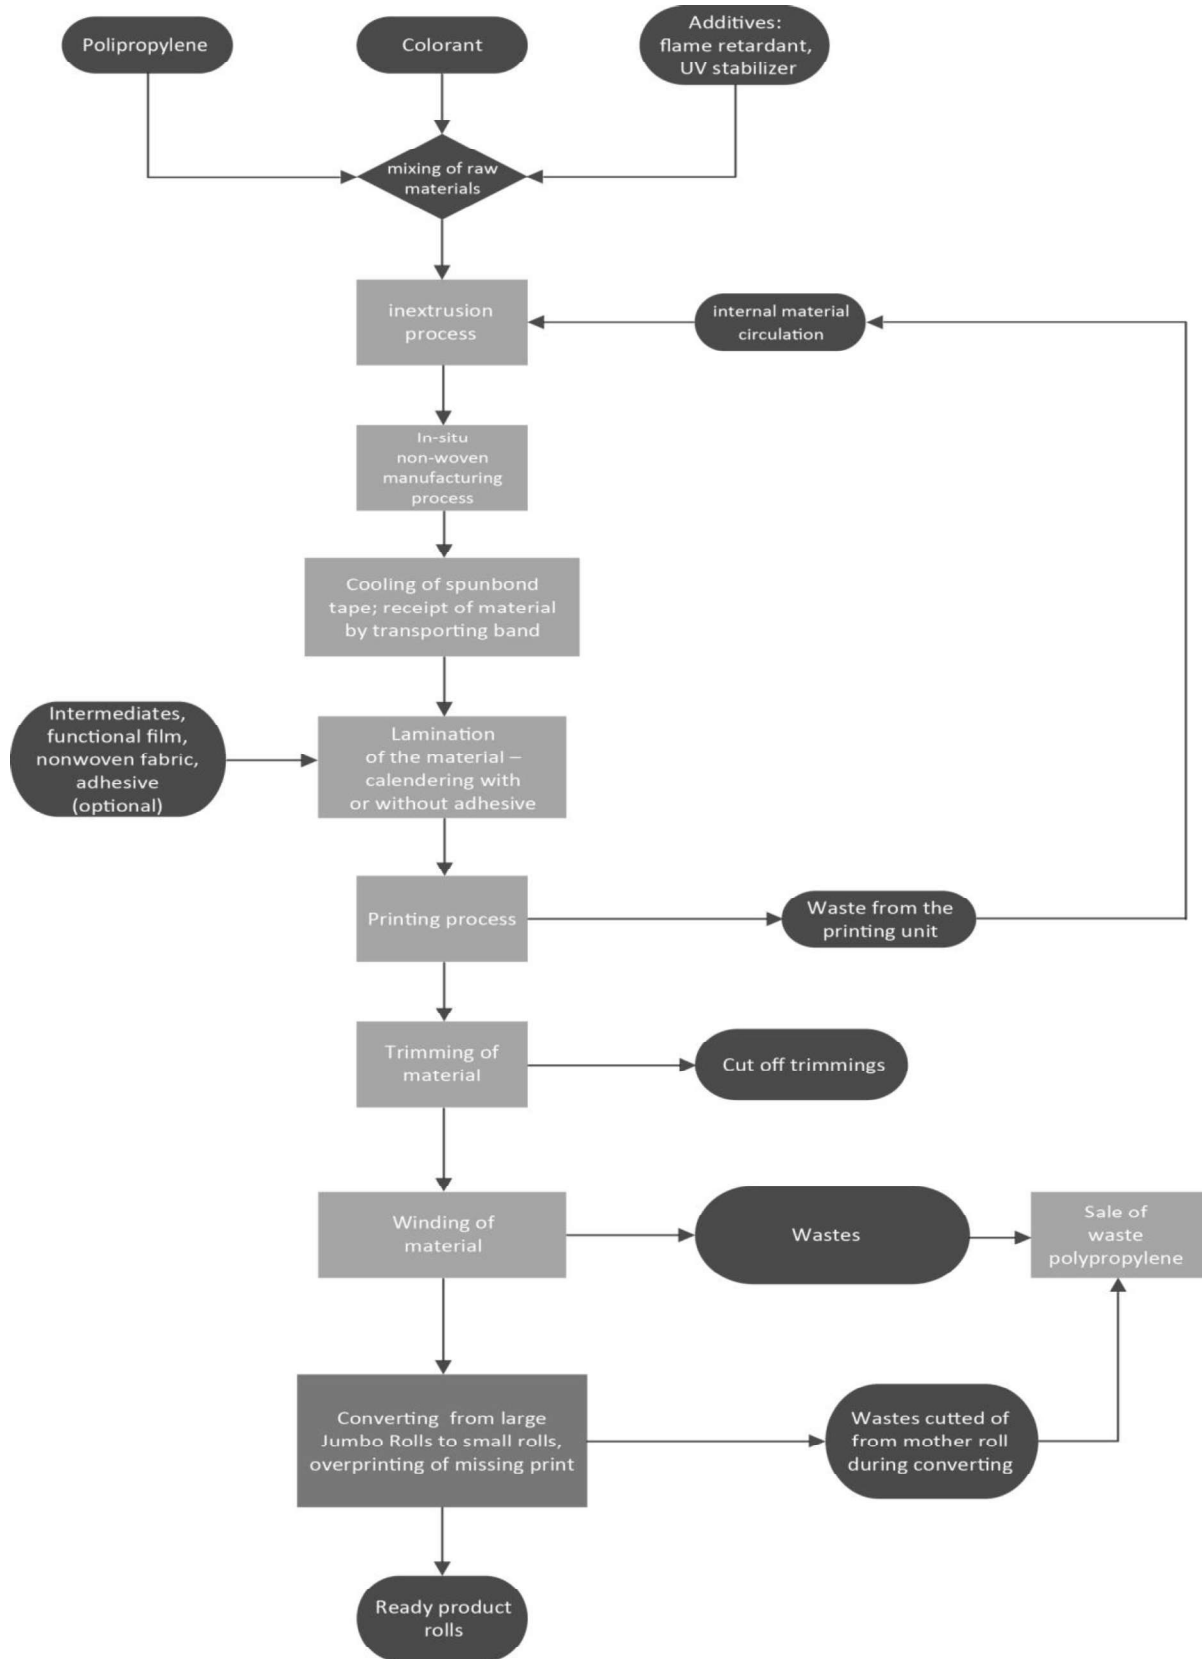 Polipropylene
Colorant
Additives:
flame retardant,
UV stabilizer
mixing of raw
materials
inextrusion
process
internal material
circulation
In-situ
non-woven
manufacturing
process
Cooling of spunbond
tape; receipt of material
by transporting band
Intermediates,
functional film,
nonwoven fabric,
adhesive
(optional)
Lamination
of the material –
calendering with
or without adhesive
Printing process
Waste from the
printing unit
Trimming of
material
Cut off trimmings
Winding of
material
Wastes
Sale of
waste
polypropylene
Converting from large
Jumbo Rolls to small rolls,
overprinting of missing print
Wastes cutted of
from mother roll
during converting
Ready product
rolls